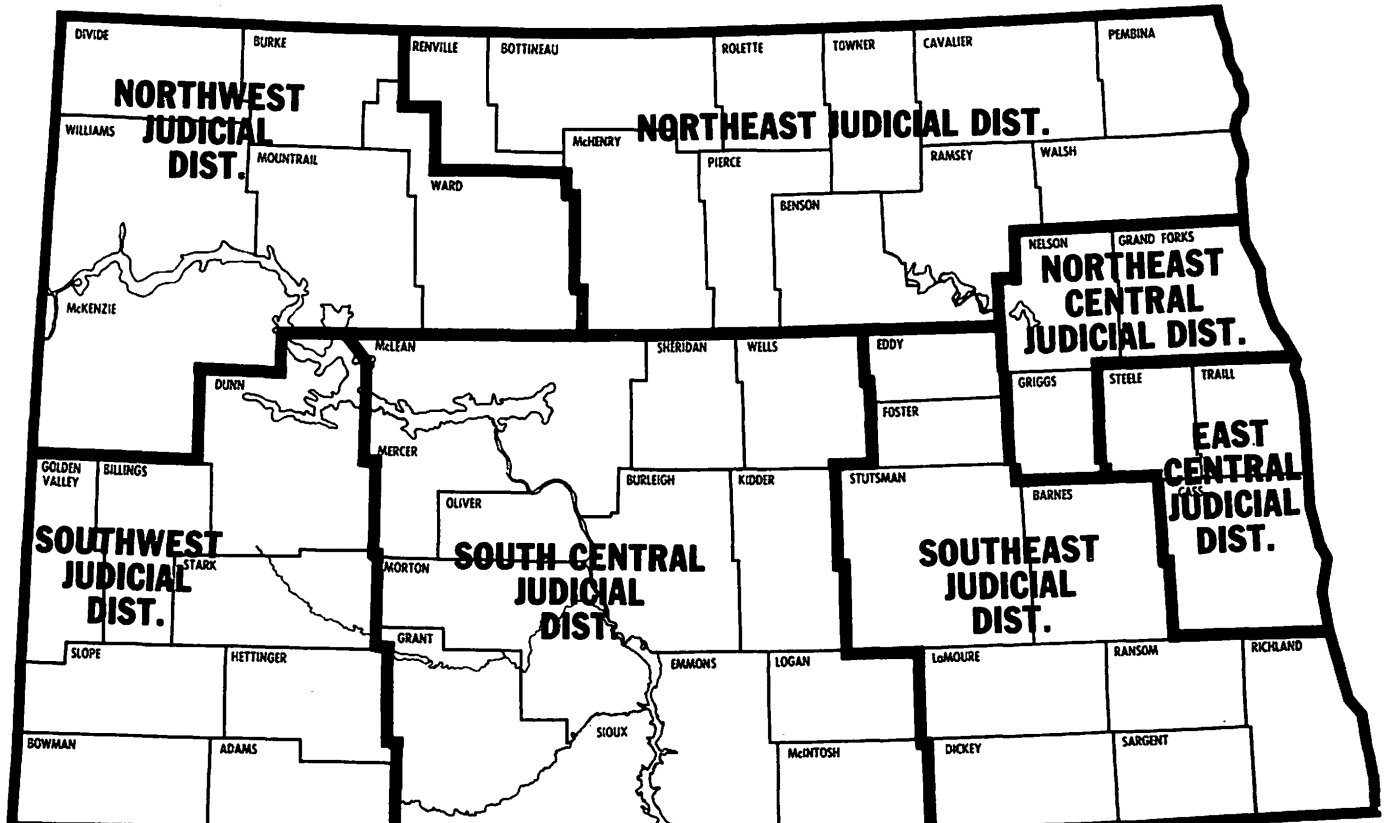 DIVIDE
BURKE
RENVILLE
BOTTINEAU
ROLETTE
TOWNER
CAVALIER
PEMBINA
NORTHWEST
JUDICIAL
DIST.
WILLIAMS
MOUNTRAIL
WARD
McHENRY
NORTHEAST JUDICIAL DIST.
PIERCE
RAMSEY
WALSH
BENSON
NELSON
GRAND FORKS
NORTHEAST
CENTRAL
JUDICIAL DIST.
McKENZIE
McLEAN
SHERIDAN
WELLS
EDDY
DUNN
FOSTER
GRIGGS
STEELE
TRAILL
EAST
CENTRAL
CASS
JUDICIAL
DIST.
MERCER
GOLDEN
VALLEY
BILLINGS
OLIVER
BURLEIGH
KIDDER
STUTSMAN
BARNES
SOUTHWEST
JUDICIAL
DIST.
STARK
MORTON
SOUTH CENTRAL
JUDICIAL
DIST.
SOUTHEAST
JUDICIAL
DIST.
GRANT
SLOPE
HETTINGER
EMMONS
LOGAN
LaMOURE
RANSOM
RICHLAND
SIOUX
BOWMAN
ADAMS
McINTOSH
DICKEY
SARGENT